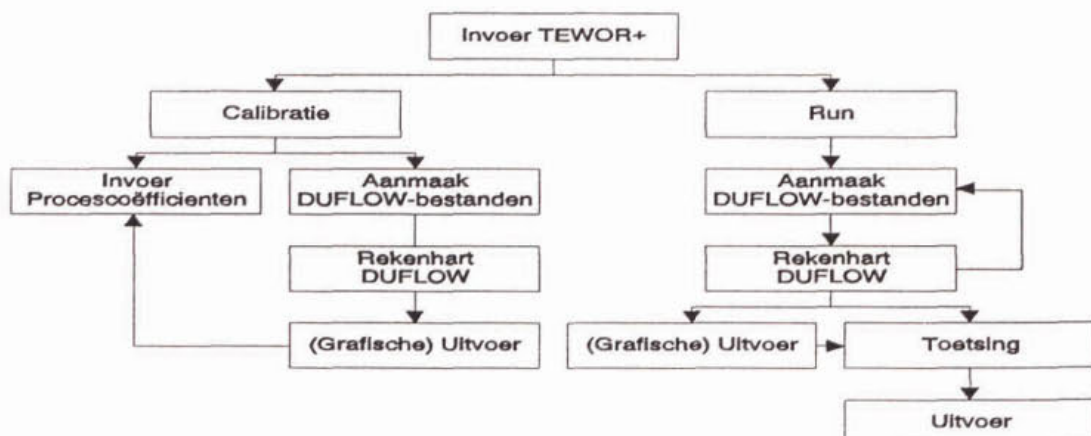 Invoer TEWOR+
Calibratie
Run
Invoer
Procescoëfficienten
Aanmaak
DUFLOW-bestanden
Aanmaak
DUFLOW-bestanden
Rekenhart
DUFLOW
Rekenhart
DUFLOW
(Grafische) Uitvoer
(Grafische) Uitvoer
Toetsing
Uitvoer